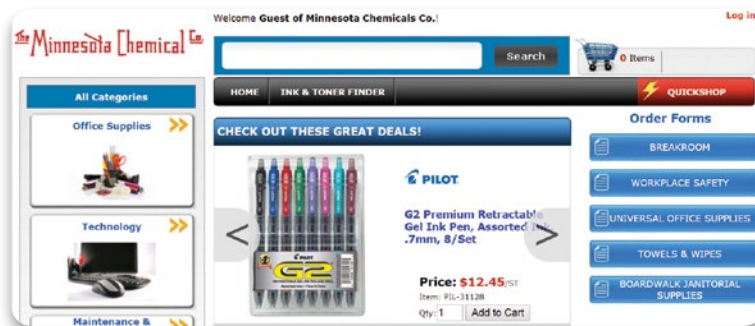 The Minnesota Chemical Co.
Welcome Guest of Minnesota Chemicals Co.!
Log in
Search
0 Items
All Categories
HOME
INK & TONER FINDER
QUICKSHOP
Office Supplies
Technology
Maintenance &
CHECK OUT THESE GREAT DEALS!
PILOT
G2
PILOT
G2 Premium Retractable
Gel Ink Pen, Assorted Ink,
.7mm, 8/Set
Price: $12.45/ST
Item: PIL-31128
Qty: 1
Add to Cart
Order Forms
BREAKROOM
WORKPLACE SAFETY
UNIVERSAL OFFICE SUPPLIES
TOWELS & WIPES
BOARDWALK JANITORIAL
SUPPLIES